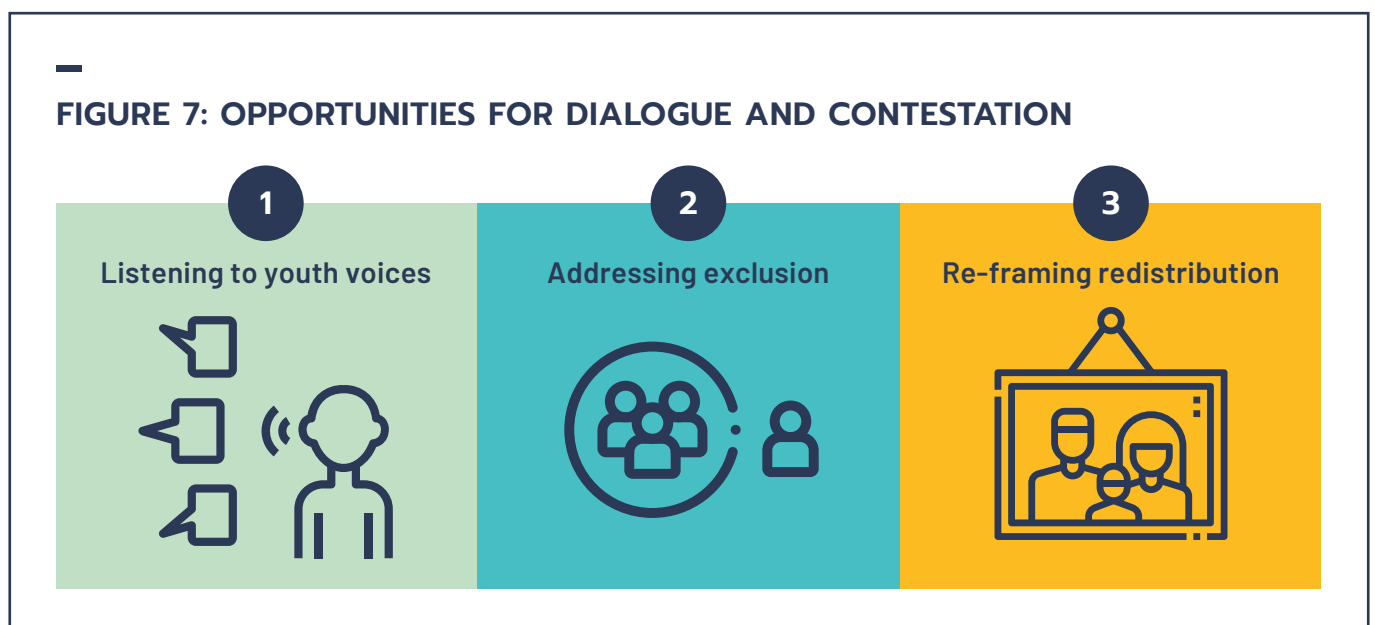 FIGURE 7: OPPORTUNITIES FOR DIALOGUE AND CONTESTATION
1
Listening to youth voices
2
Addressing exclusion
3
Re-framing redistribution